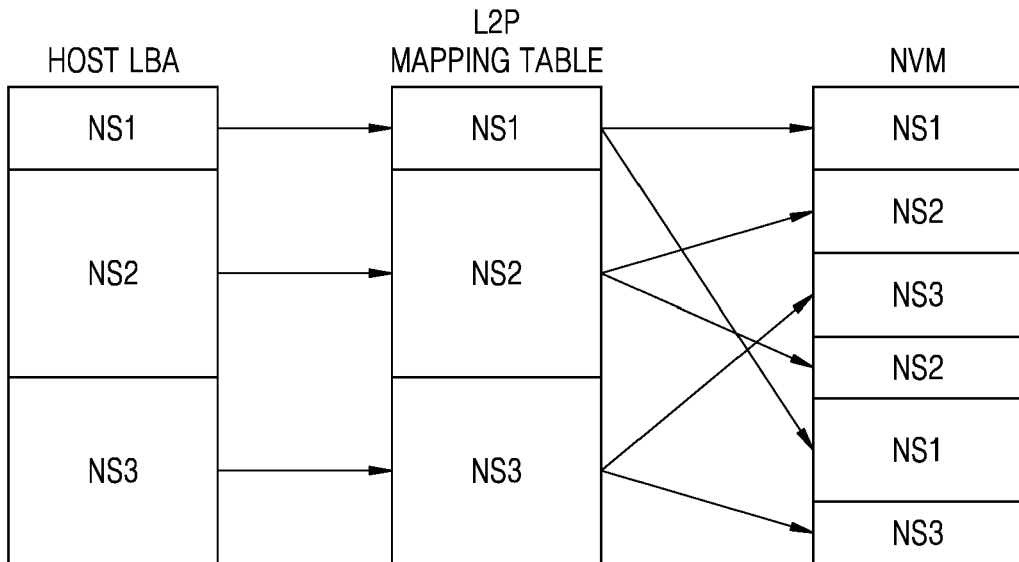 HOST LBA
NS1
NS2
NS3
L2P
MAPPING TABLE
NS1
NS2
NS3
NVM
NS1
NS2
NS3
NS2
NS1
NS3